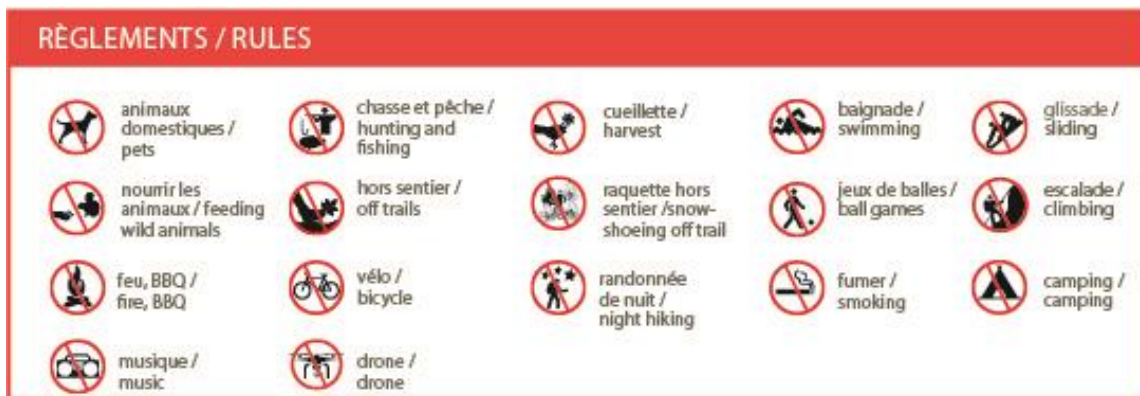 RÈGLEMENTS / RULES
animaux
domestiques /
pets
chasse et pêche /
hunting and
fishing
cueillette /
harvest
baignade /
swimming
glissade /
sliding
nourrir les
animaux / feeding
wild animals
hors sentier /
off trails
raquette hors
sentier /snow-
shoeing off trail
jeux de balles /
ball games
escalade /
climbing
feu, BBQ /
fire, BBQ
vélo /
bicycle
randonnée
de nuit /
night hiking
fumer /
smoking
camping /
camping
musique /
music
drone /
drone